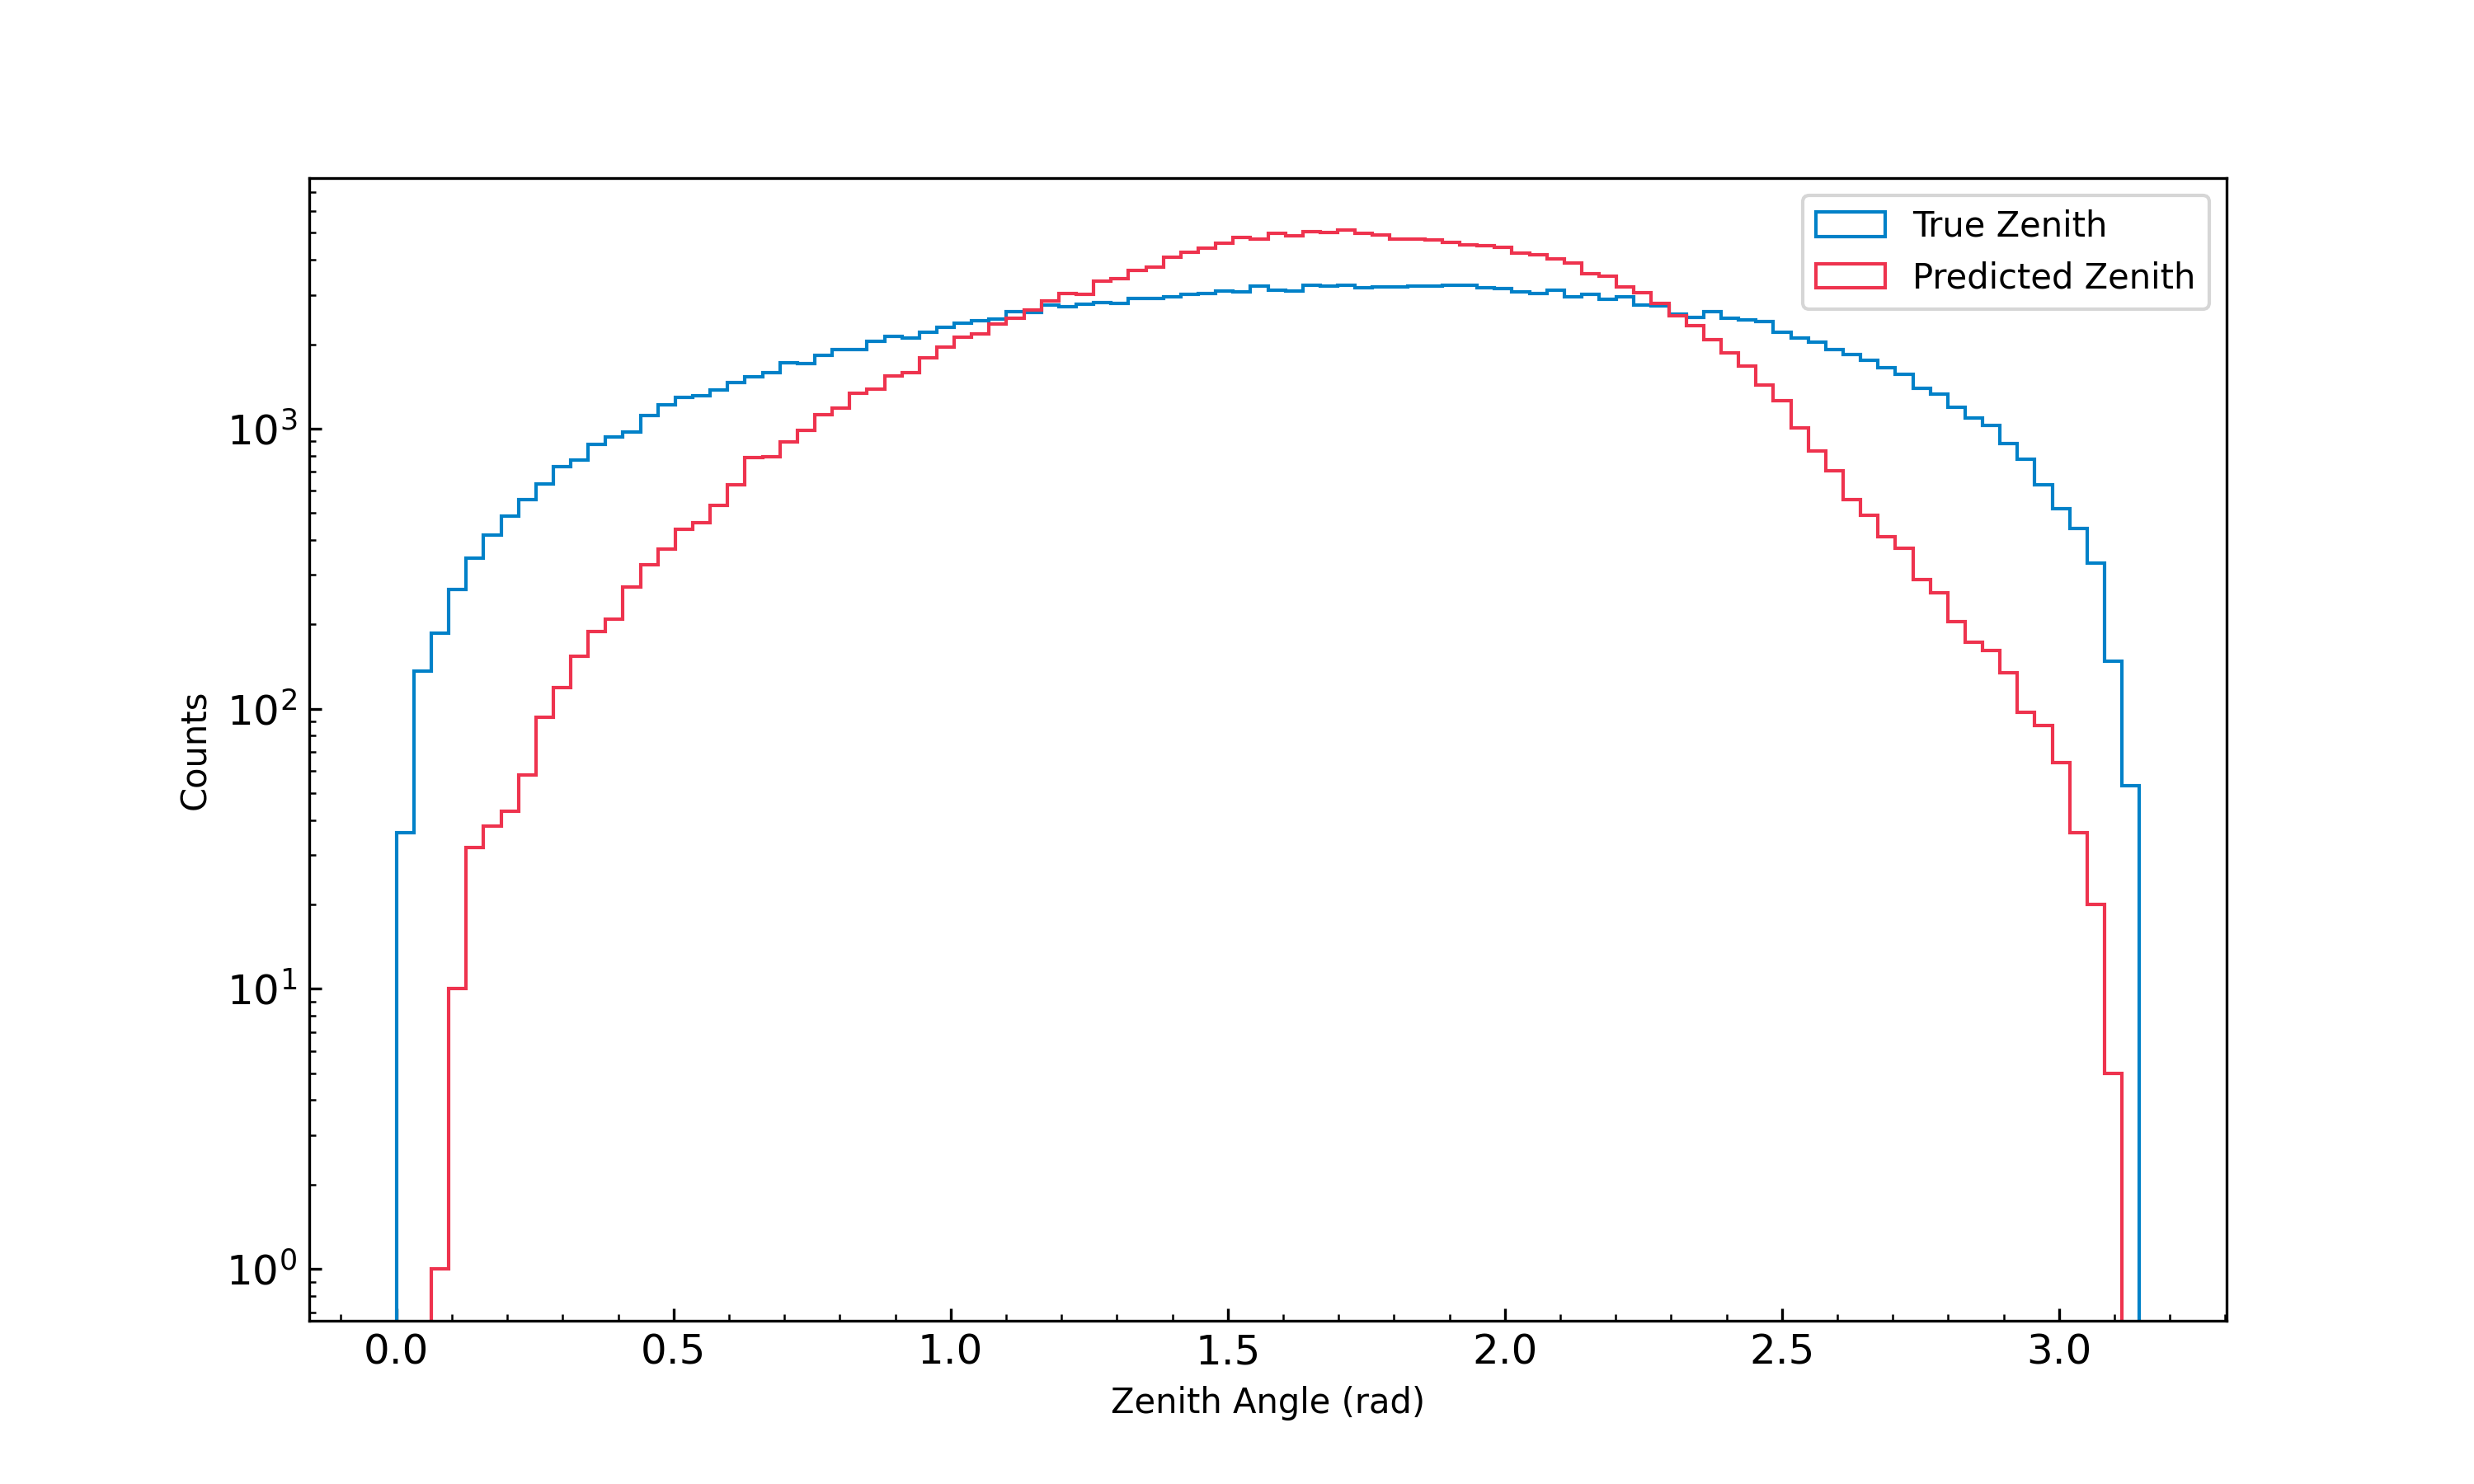 True Zenith
Predicted Zenith
10³
10²
10¹
10⁰
Counts
0.0 0.5 1.0 1.5 2.0 2.5 3.0
Zenith Angle (rad)